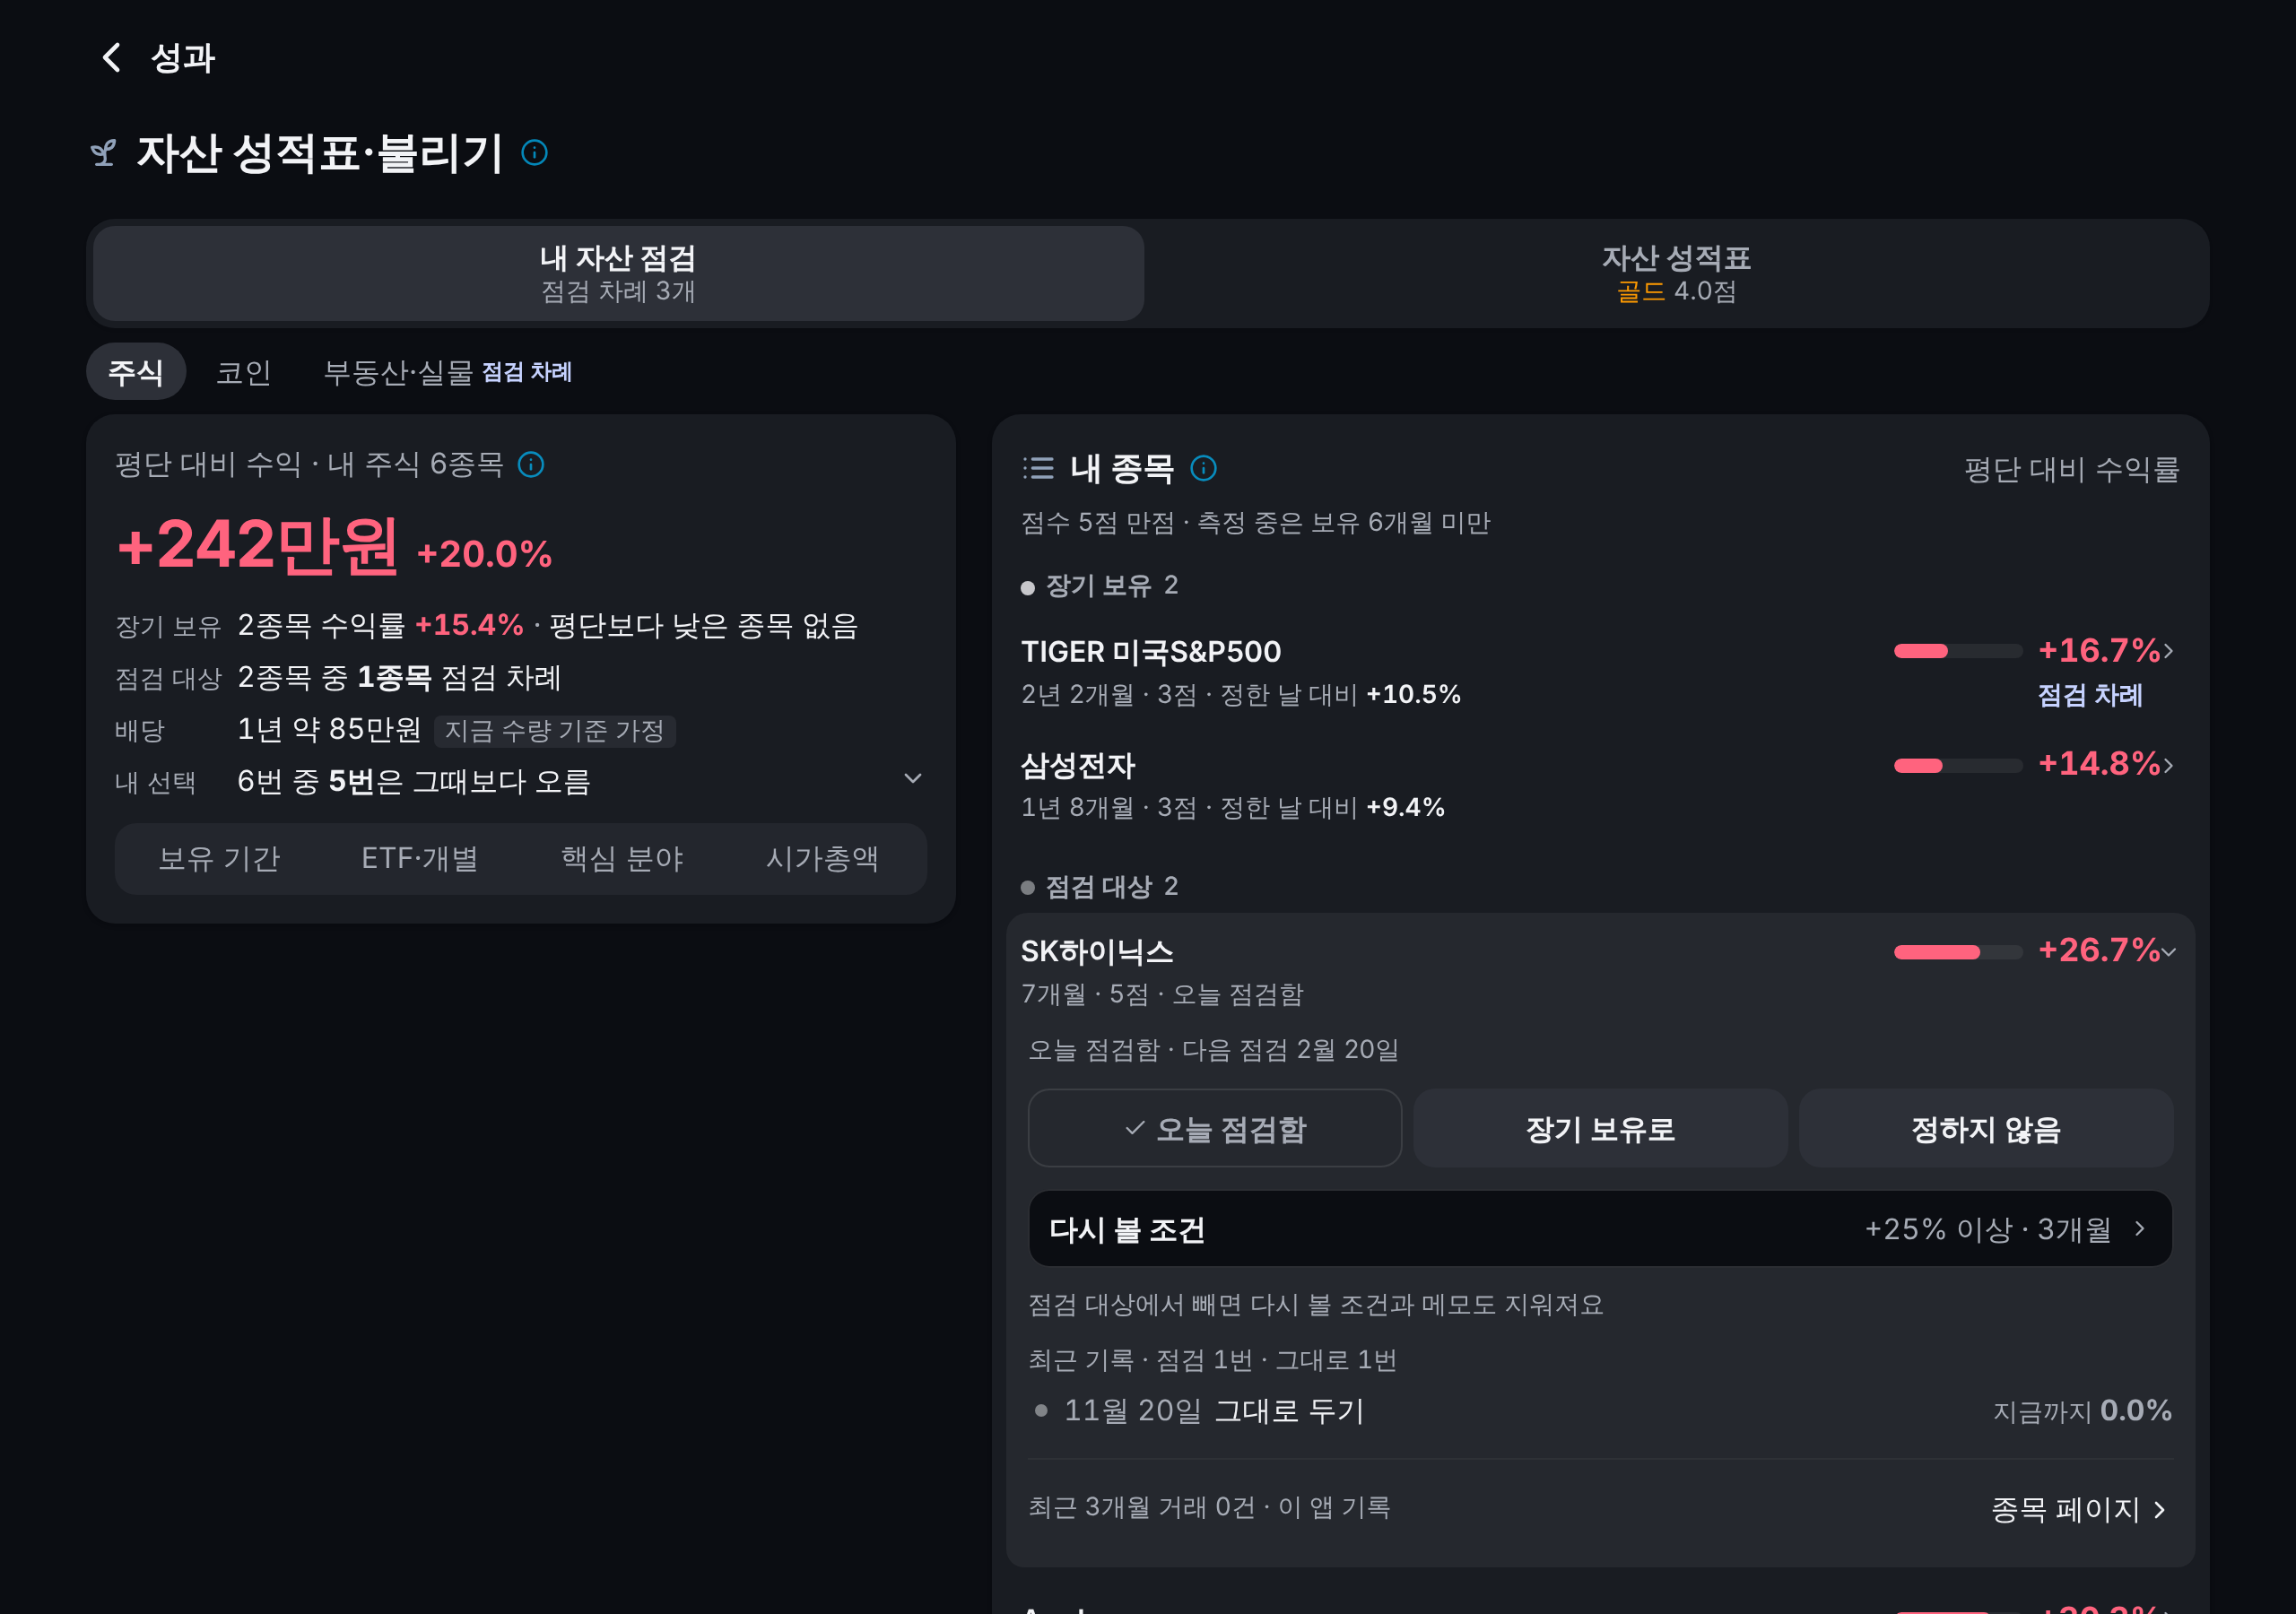 성과
자산 성적표·불리기
내 자산 점검
점검 차례 3개
자산 성적표
골드 4.0점
주식
코인
부동산·실물 점검 차례
평단 대비 수익 · 내 주식 6종목
+242만원 +20.0%
장기 보유 2종목 수익률 +15.4% · 평단보다 낮은 종목 없음
점검 대상 2종목 중 1종목 점검 차례
배당 1년 약 85만원 지금 수량 기준 가정
내 선택 6번 중 5번은 그때보다 오름
보유 기간 ETF·개별 핵심 분야 시가총액
내 종목 평단 대비 수익률
점수 5점 만점 · 측정 중은 보유 6개월 미만
장기 보유 2
TIGER 미국S&P500 +16.7%
2년 2개월 · 3점 · 정한 날 대비 +10.5% 점검 차례
삼성전자 +14.8%
1년 8개월 · 3점 · 정한 날 대비 +9.4%
점검 대상 2
SK하이닉스 +26.7%
7개월 · 5점 · 오늘 점검함
오늘 점검함 · 다음 점검 2월 20일
오늘 점검함 장기 보유로 정하지 않음
다시 볼 조건 +25% 이상 · 3개월
점검 대상에서 빼면 다시 볼 조건과 메모도 지워져요
최근 기록 · 점검 1번 · 그대로 1번
11월 20일 그대로 두기 지금까지 0.0%
최근 3개월 거래 0건 · 이 앱 기록 종목 페이지